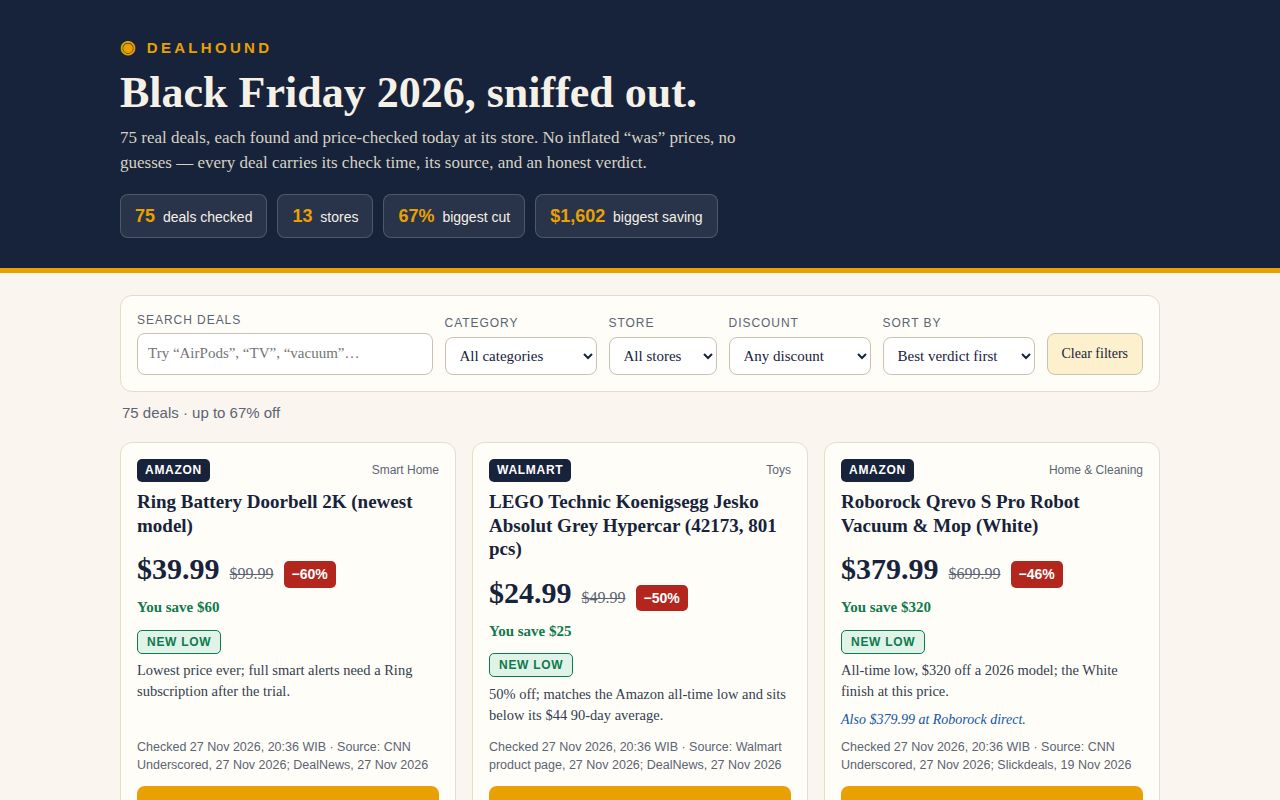 ◉ DEALHOUND
Black Friday 2026, sniffed out.
75 real deals, each found and price-checked today at its store. No inflated “was” prices, no
guesses — every deal carries its check time, its source, and an honest verdict.
75 deals checked
13 stores
67% biggest cut
$1,602 biggest saving
SEARCH DEALS
CATEGORY
STORE
DISCOUNT
SORT BY
Try “AirPods”, “TV”, “vacuum”…
All categories
All stores
Any discount
Best verdict first
Clear filters
75 deals · up to 67% off
AMAZON
Smart Home
Ring Battery Doorbell 2K (newest
model)
$39.99 $99.99 −60%
You save $60
NEW LOW
Lowest price ever; full smart alerts need a Ring
subscription after the trial.
Checked 27 Nov 2026, 20:36 WIB · Source: CNN
Underscored, 27 Nov 2026; DealNews, 27 Nov 2026
WALMART
Toys
LEGO Technic Koenigsegg Jesko
Absolut Grey Hypercar (42173, 801
pcs)
$24.99 $49.99 −50%
You save $25
NEW LOW
50% off; matches the Amazon all-time low and sits
below its $44 90-day average.
Checked 27 Nov 2026, 20:36 WIB · Source: Walmart
product page, 27 Nov 2026; DealNews, 27 Nov 2026
AMAZON
Home & Cleaning
Roborock Qrevo S Pro Robot
Vacuum & Mop (White)
$379.99 $699.99 −46%
You save $320
NEW LOW
All-time low, $320 off a 2026 model; the White
finish at this price.
Also $379.99 at Roborock direct.
Checked 27 Nov 2026, 20:36 WIB · Source: CNN
Underscored, 27 Nov 2026; Slickdeals, 19 Nov 2026